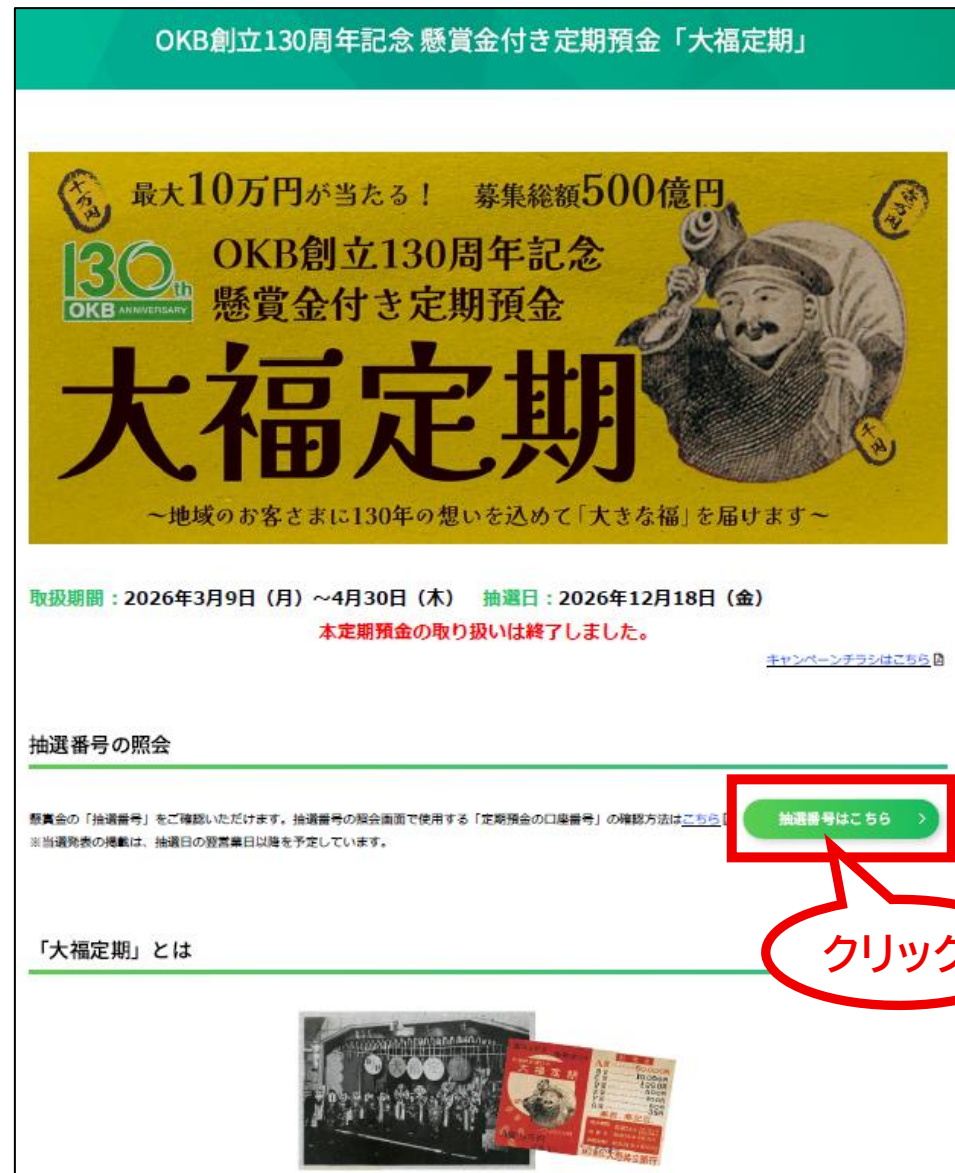 OKB創立130周年記念 懸賞金付き定期預金「大福定期」
十万円
最大10万円が当たる! 募集総額500億円
壱万円
130th
OKB ANNIVERSARY
OKB創立130周年記念
懸賞金付き定期預金
大福定期
千円
～地域のお客さまに130年の想いを込めて「大きな福」を届けます～
取扱期間：2026年3月9日（月）～4月30日（木） 抽選日：2026年12月18日（金）
本定期預金の取り扱いは終了しました。
キャンペーンチラシはこちら
抽選番号の照会
懸賞金の「抽選番号」をご確認いただけます。抽選番号の照会画面で使用する「定期預金の口座番号」の確認方法はこちら
※当選発表の掲載は、抽選日の翌営業日以降を予定しています。
抽選番号はこちら
クリック
「大福定期」とは
大福定期